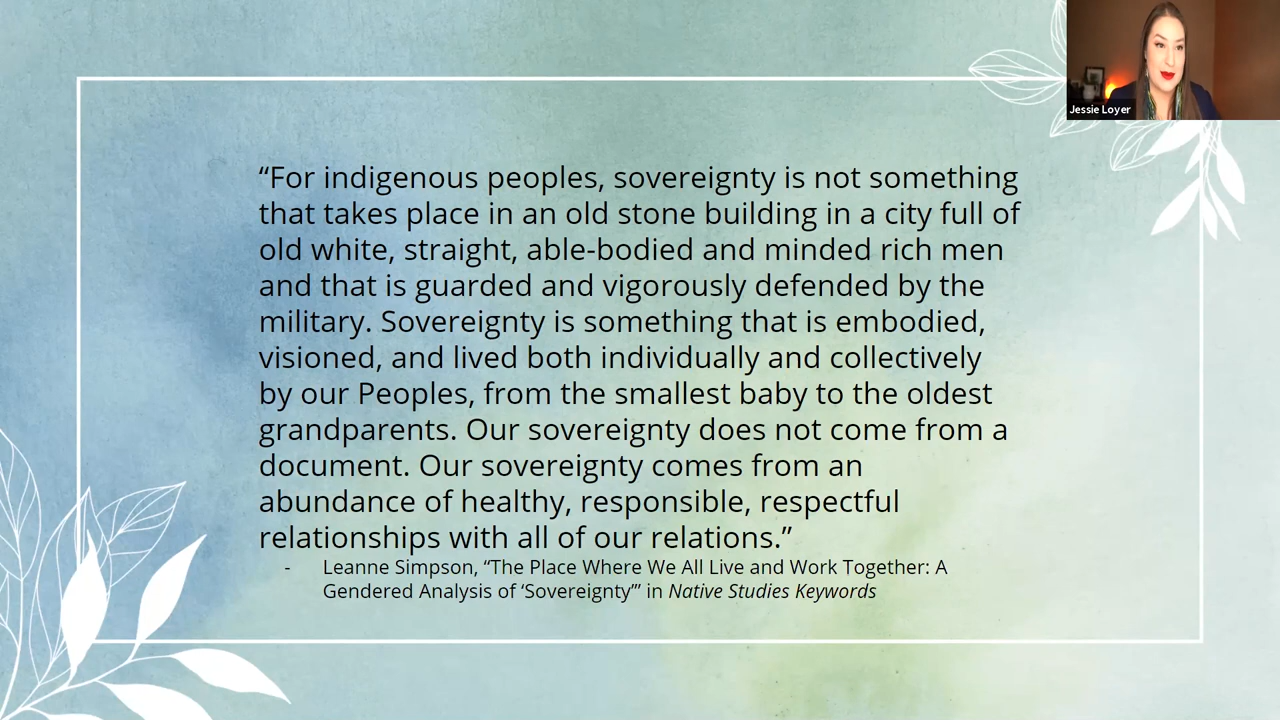 Jessie Loyer
“For indigenous peoples, sovereignty is not something
that takes place in an old stone building in a city full of
old white, straight, able-bodied and minded rich men
and that is guarded and vigorously defended by the
military. Sovereignty is something that is embodied,
visioned, and lived both individually and collectively
by our Peoples, from the smallest baby to the oldest
grandparents. Our sovereignty does not come from a
document. Our sovereignty comes from an
abundance of healthy, responsible, respectful
relationships with all of our relations.”
- Leanne Simpson, “The Place Where We All Live and Work Together: A
Gendered Analysis of ‘Sovereignty’” in Native Studies Keywords